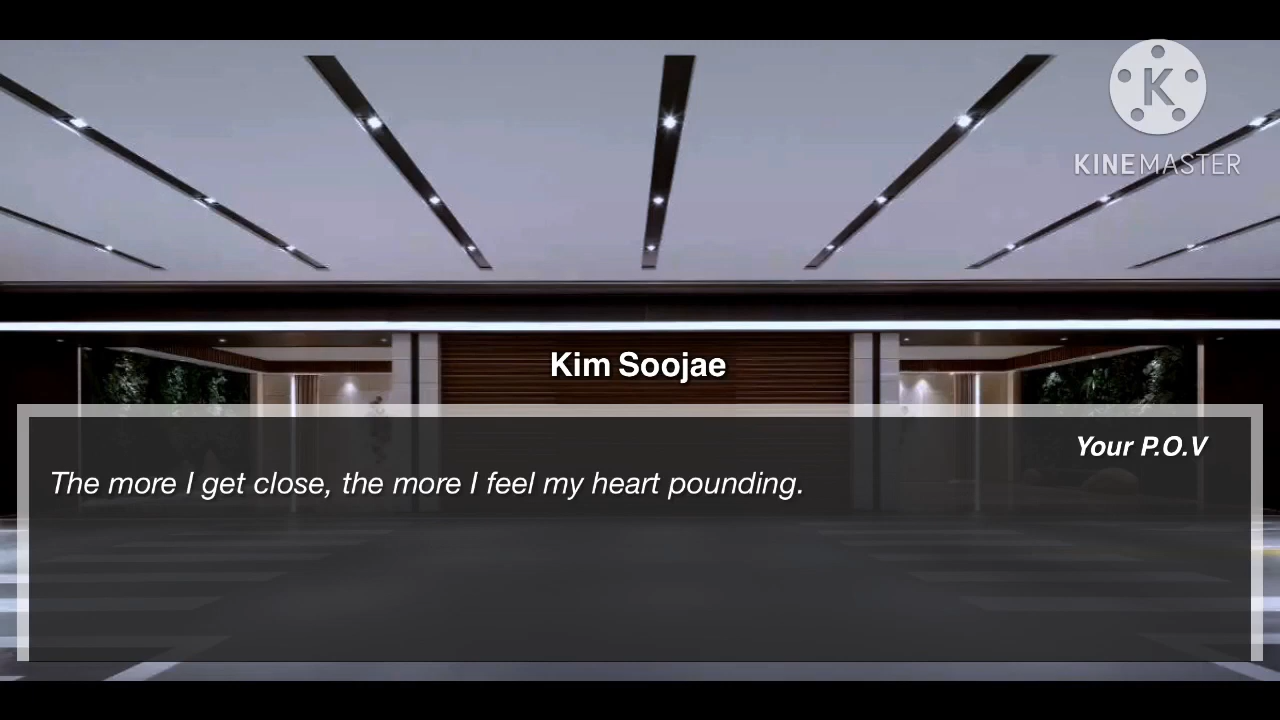 K
KINEMASTER
Kim Soojae
Your P.O.V
The more I get close, the more I feel my heart pounding.